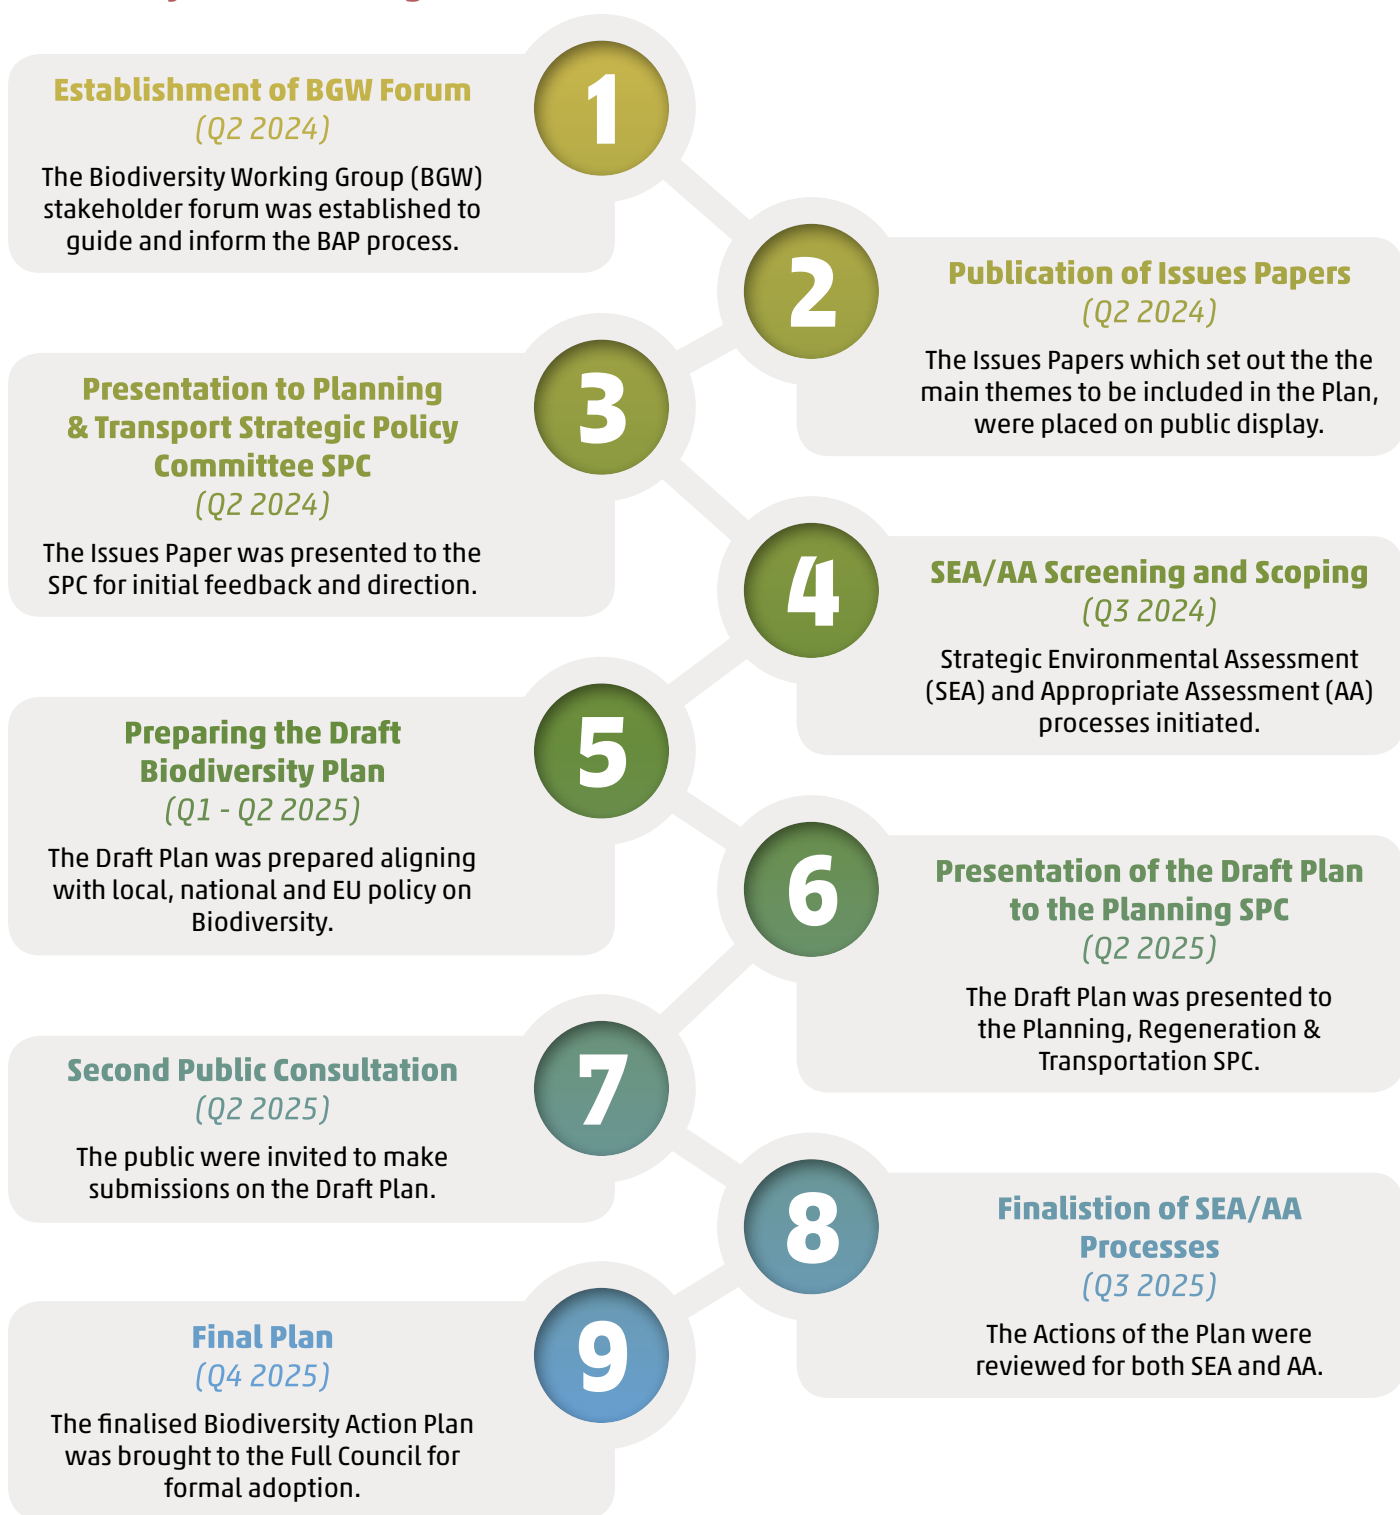 1
Establishment of BGW Forum
(Q2 2024)
The Biodiversity Working Group (BGW)
stakeholder forum was established to
guide and inform the BAP process.
2
Publication of Issues Papers
(Q2 2024)
The Issues Papers which set out the the
main themes to be included in the Plan,
were placed on public display.
3
Presentation to Planning
& Transport Strategic Policy
Committee SPC
(Q2 2024)
The Issues Paper was presented to the
SPC for initial feedback and direction.
4
SEA/AA Screening and Scoping
(Q3 2024)
Strategic Environmental Assessment
(SEA) and Appropriate Assessment (AA)
processes initiated.
5
Preparing the Draft
Biodiversity Plan
(Q1 - Q2 2025)
The Draft Plan was prepared aligning
with local, national and EU policy on
Biodiversity.
6
Presentation of the Draft Plan
to the Planning SPC
(Q2 2025)
The Draft Plan was presented to
the Planning, Regeneration &
Transportation SPC.
7
Second Public Consultation
(Q2 2025)
The public were invited to make
submissions on the Draft Plan.
8
Finalistion of SEA/AA
Processes
(Q3 2025)
The Actions of the Plan were
reviewed for both SEA and AA.
9
Final Plan
(Q4 2025)
The finalised Biodiversity Action Plan
was brought to the Full Council for
formal adoption.